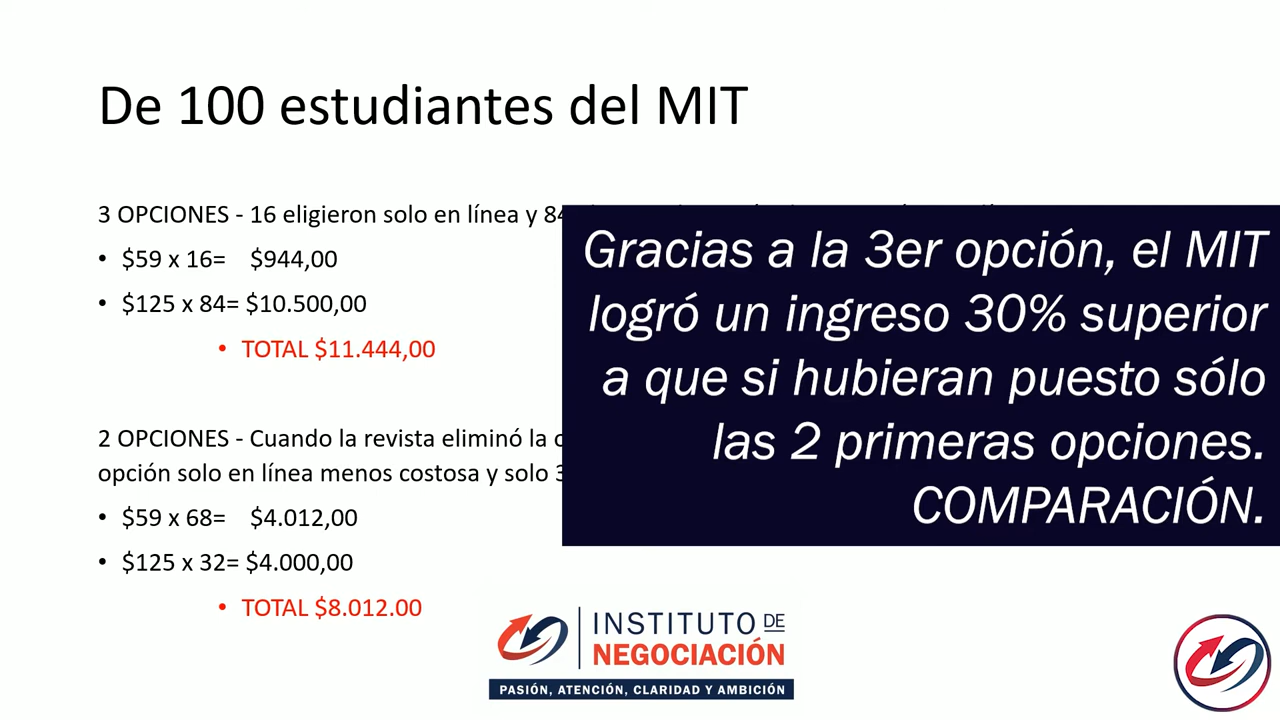 De 100 estudiantes del MIT
3 OPCIONES - 16 eligieron solo en línea y 84
• $59 x 16= $944,00
• $125 x 84= $10.500,00
• TOTAL $11.444,00
2 OPCIONES - Cuando la revista eliminó la
opción solo en línea menos costosa y solo
• $59 x 68= $4.012,00
• $125 x 32= $4.000,00
• TOTAL $8.012.00
Gracias a la 3er opción, el MIT
logró un ingreso 30% superior
a que si hubieran puesto sólo
las 2 primeras opciones.
COMPARACIÓN.
INSTITUTO DE
NEGOCIACIÓN
PASIÓN, ATENCIÓN, CLARIDAD Y AMBICIÓN